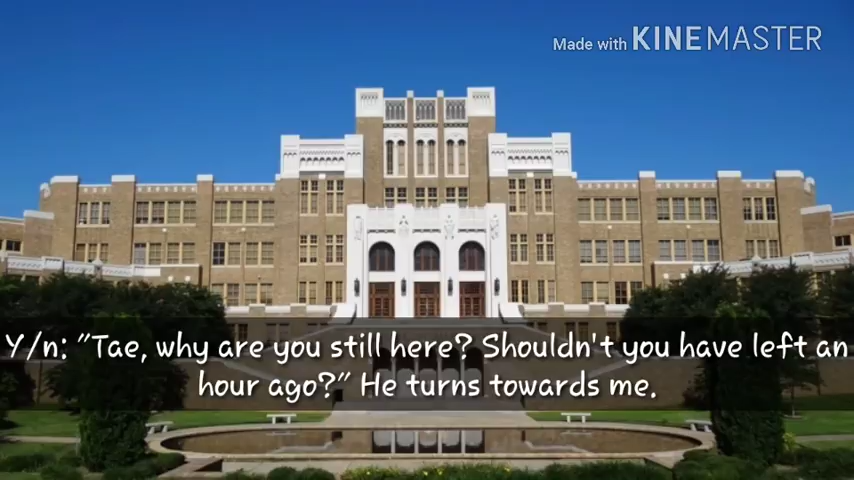 Made with KINEMASTER
Y/n: "Tae, why are you still here? Shouldn't you have left an
hour ago?" He turns towards me.